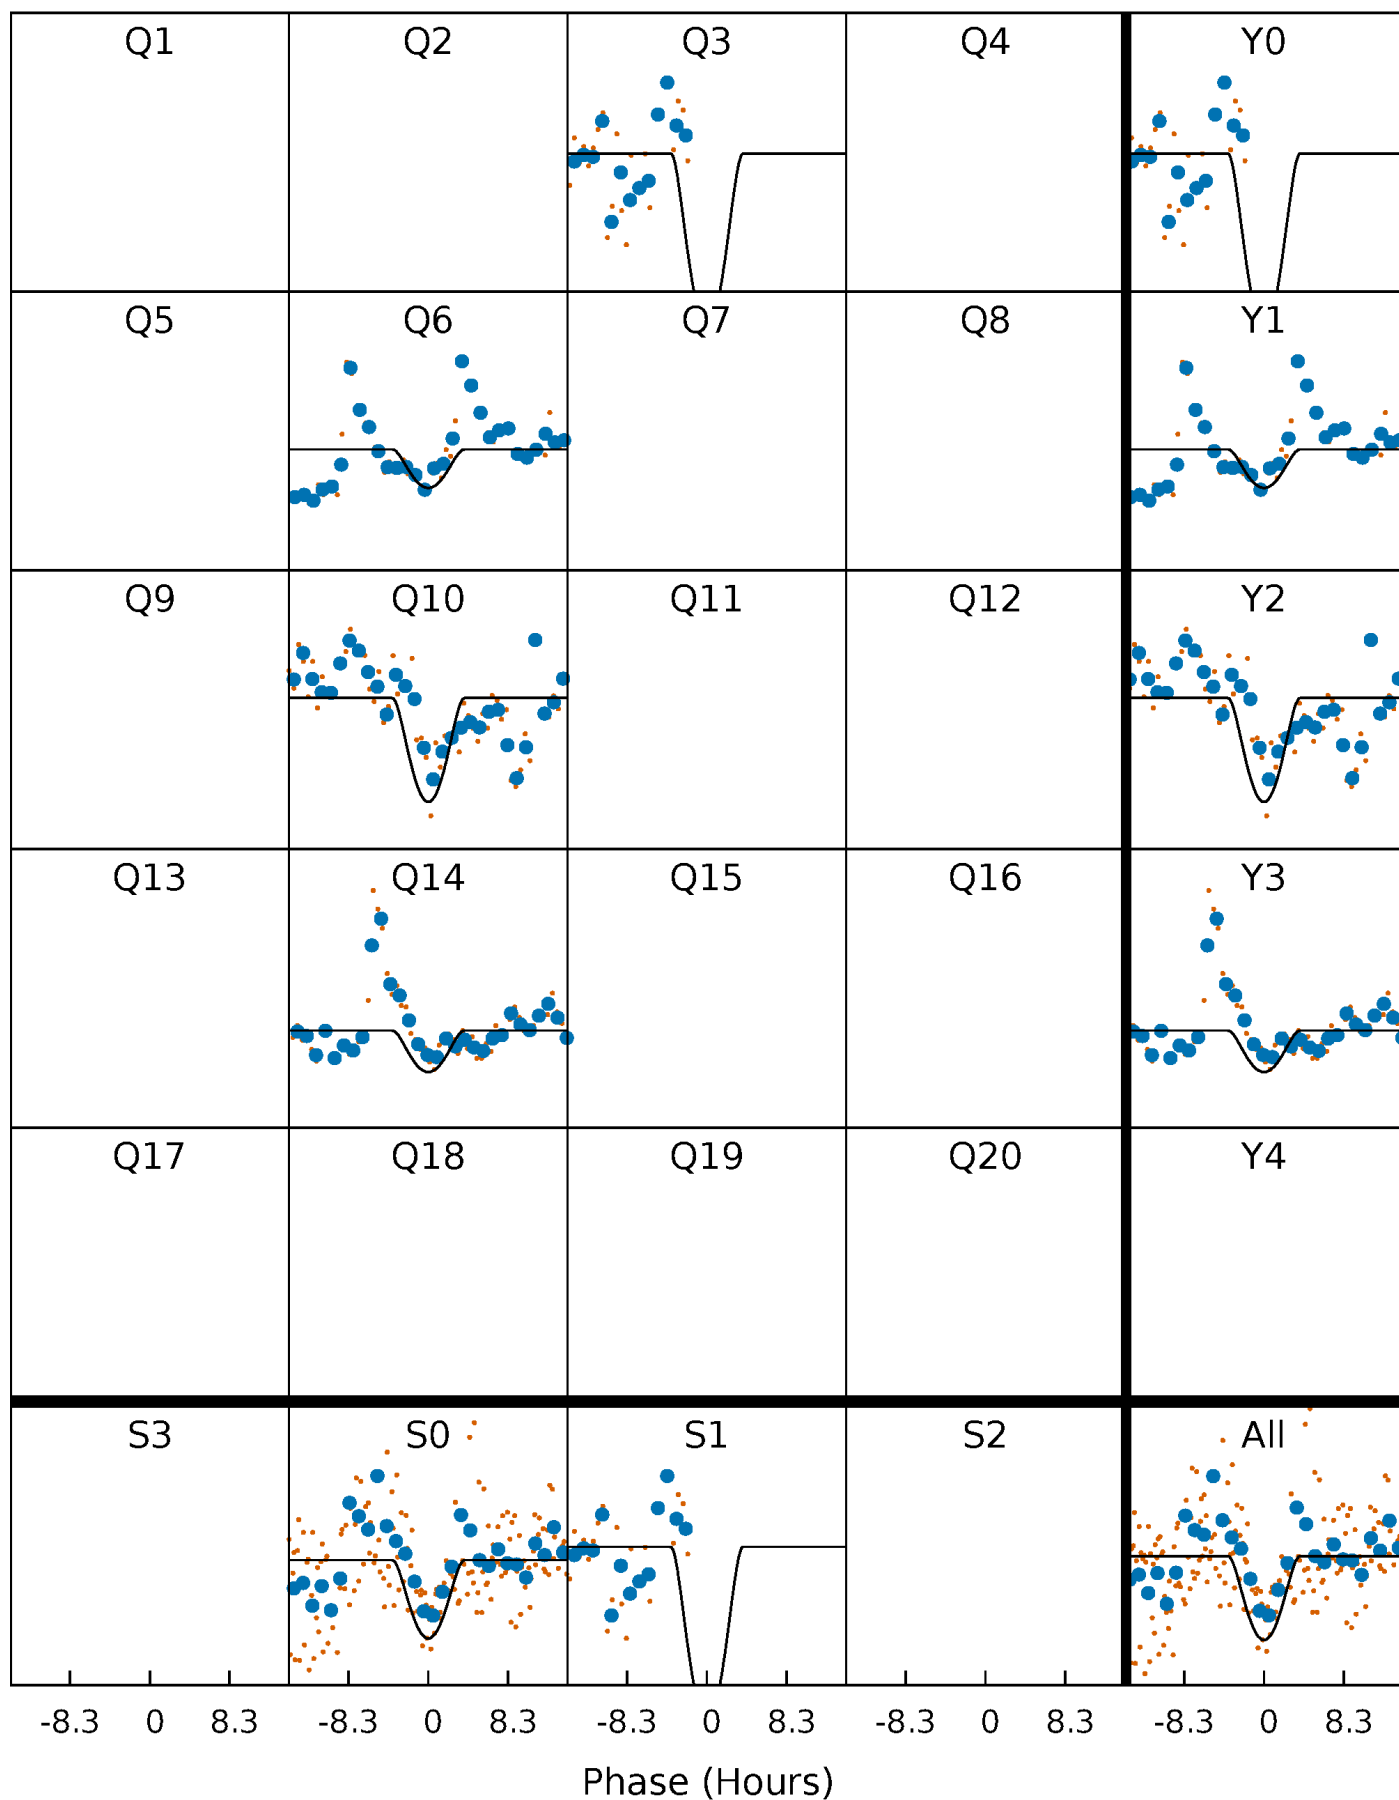 Q1 Q2 Q3 Q4 Y0
Q5 Q6 Q7 Q8 Y1
Q9 Q10 Q11 Q12 Y2
Q13 Q14 Q15 Q16 Y3
Q17 Q18 Q19 Q20 Y4
S3 S0 S1 S2 All
-8.3 0 8.3 -8.3 0 8.3 -8.3 0 8.3 -8.3 0 8.3 -8.3 0 8.3
Phase (Hours)